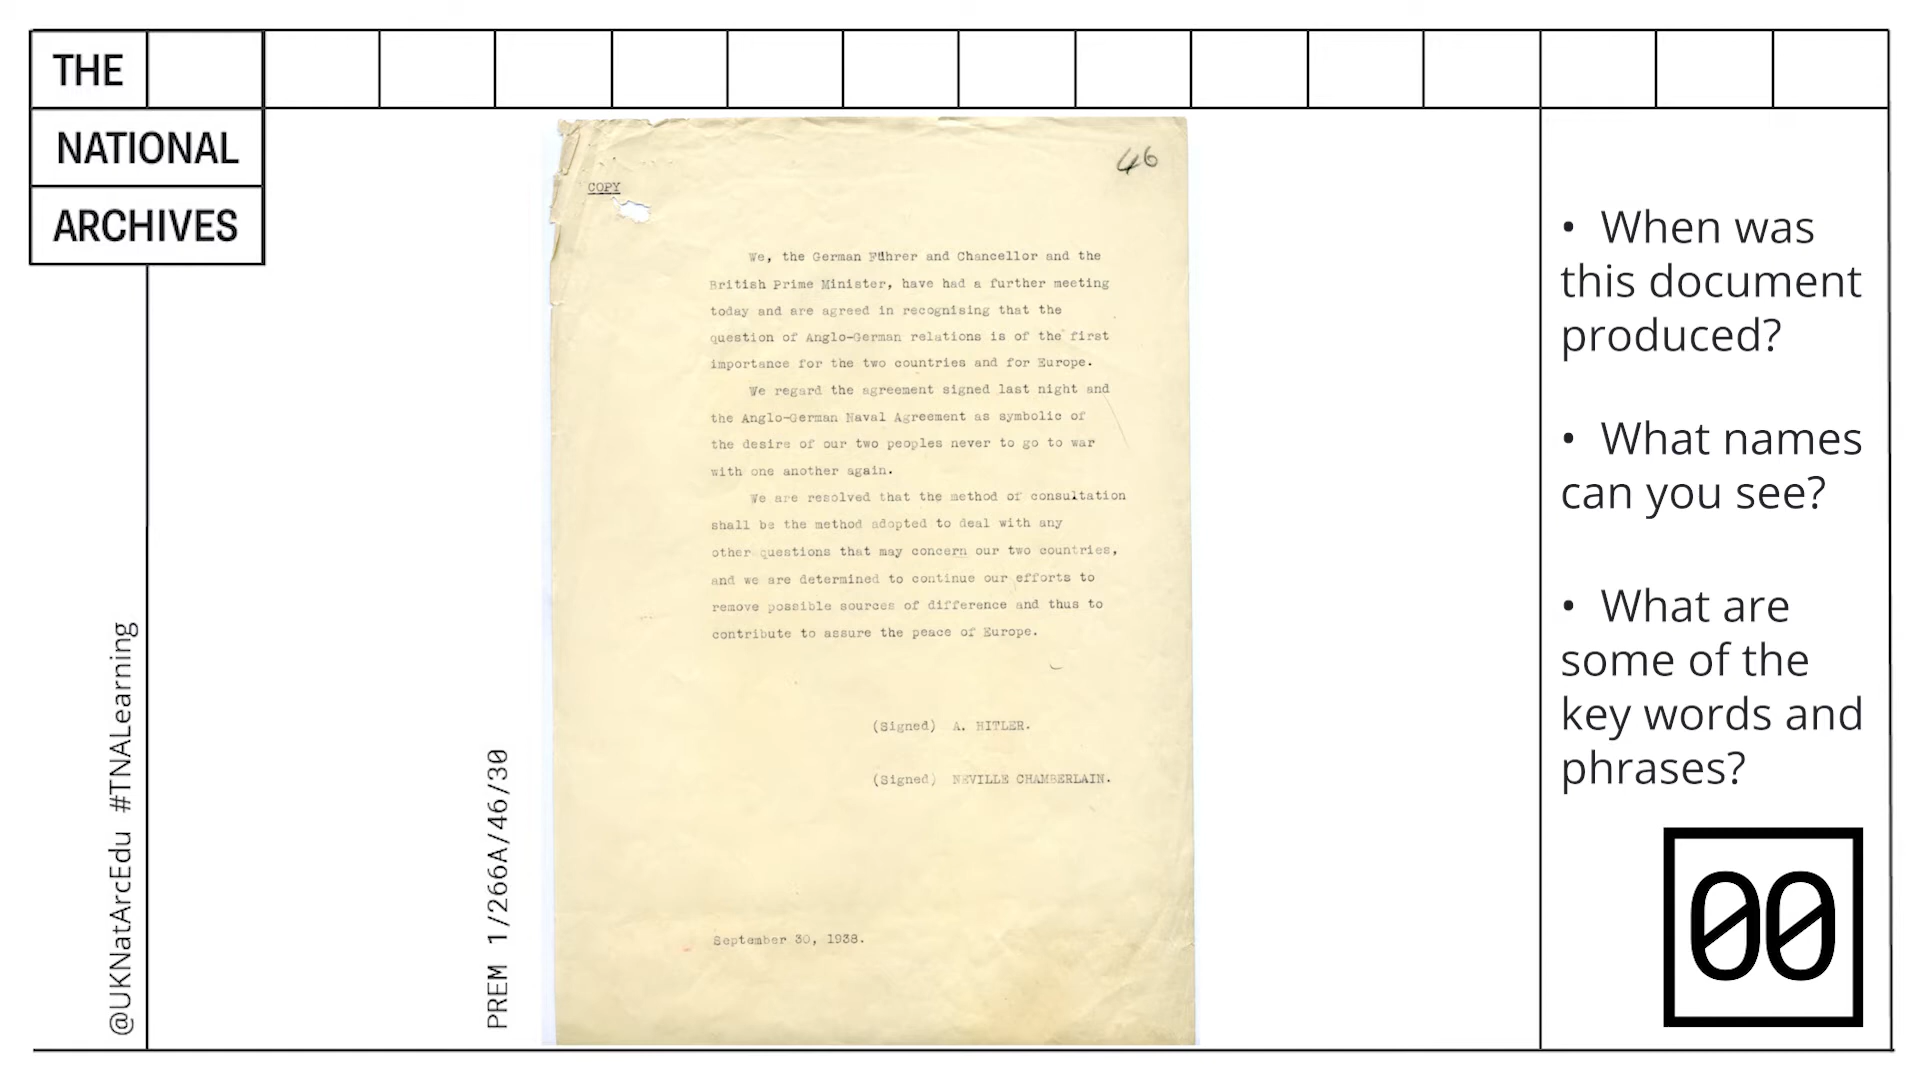 THE
NATIONAL
ARCHIVES
@UKNatArcEdu #TNALearning
PREM 1/266A/46/30
46
COPY
We, the German Führer and Chancellor and the
British Prime Minister, have had a further meeting
today and are agreed in recognising that the
question of Anglo-German relations is of the first
importance for the two countries and for Europe.
We regard the agreement signed last night and
the Anglo-German Naval Agreement as symbolic of
the desire of our two peoples never to go to war
with one another again.
We are resolved that the method of consultation
shall be the method adopted to deal with any
other questions that may concern our two countries,
and we are determined to continue our efforts to
remove possible sources of difference and thus to
contribute to assure the peace of Europe.
(Signed) A. HITLER.
(Signed) NEVILLE CHAMBERLAIN.
September 30, 1938.
• When was
this document
produced?
• What names
can you see?
• What are
some of the
key words and
phrases?
00